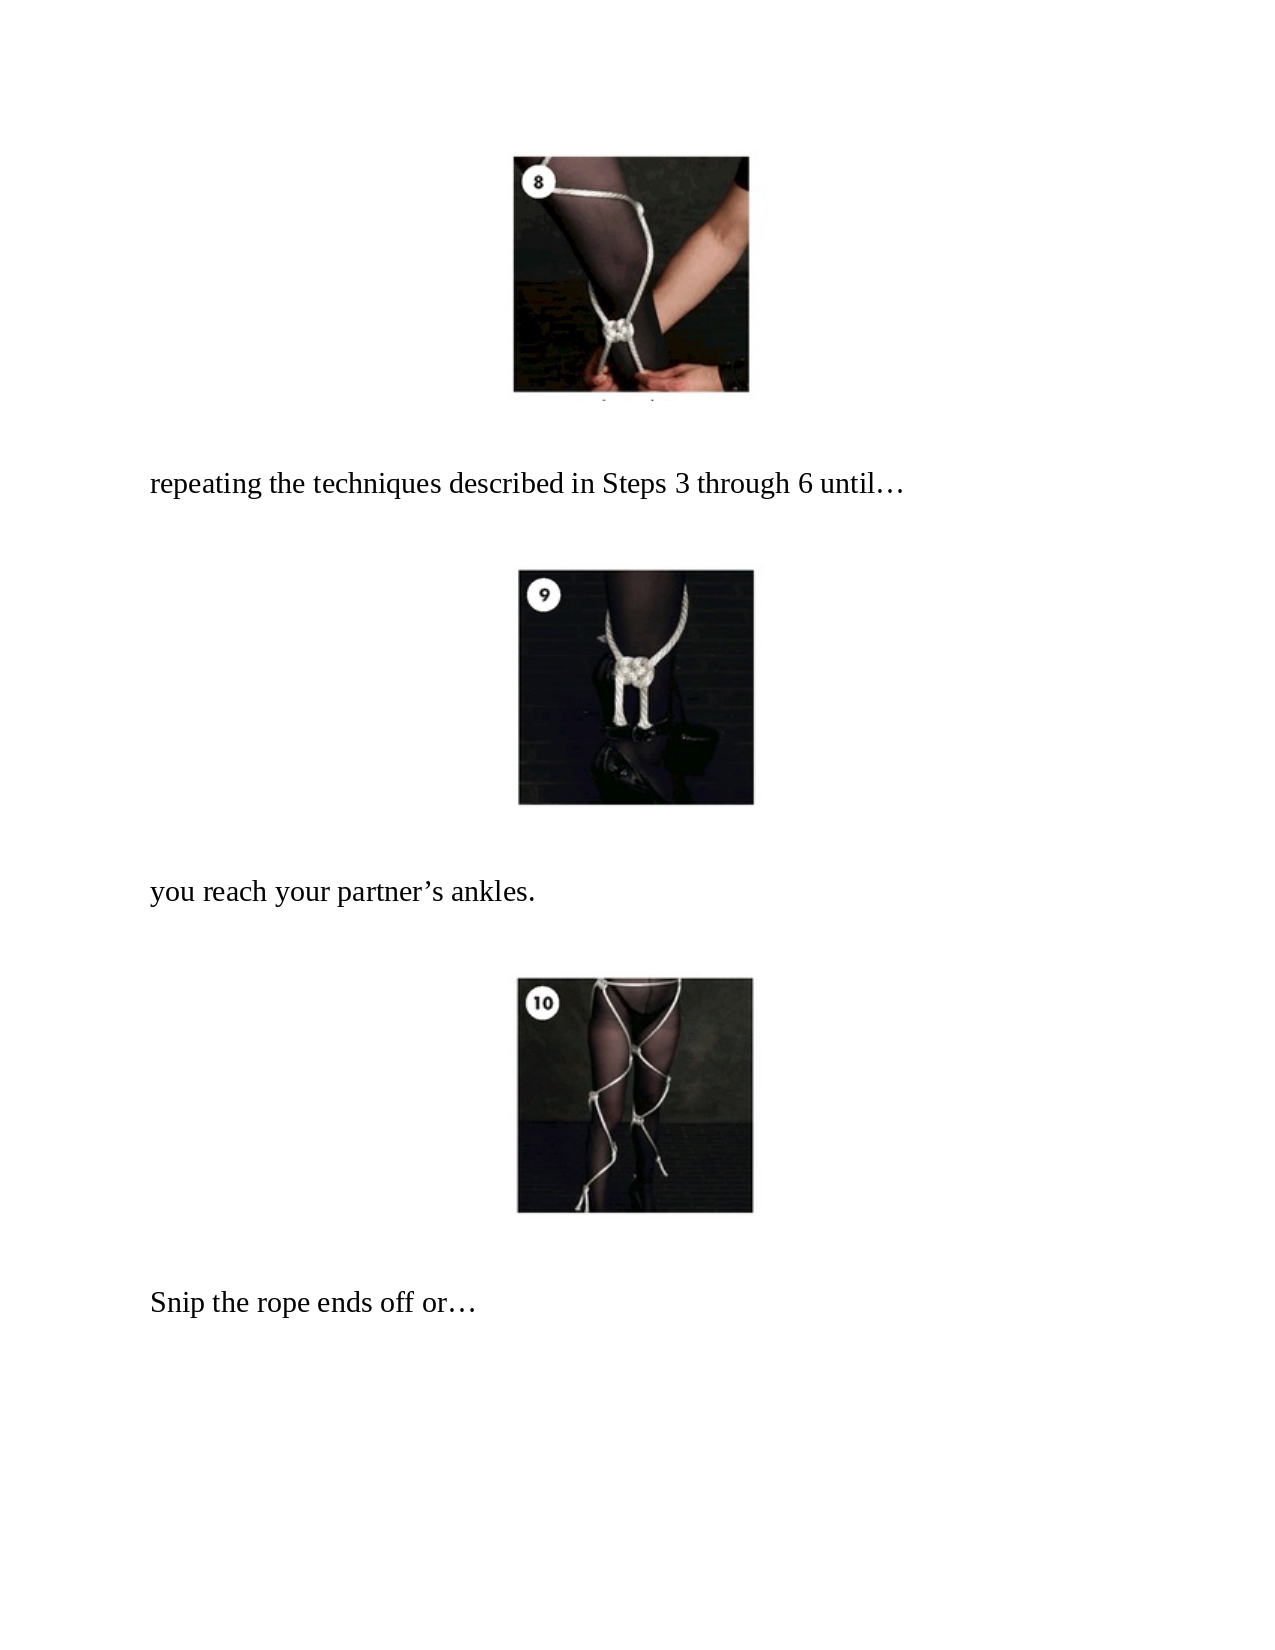 8
repeating the techniques described in Steps 3 through 6 until…
9
you reach your partner’s ankles.
10
Snip the rope ends off or…